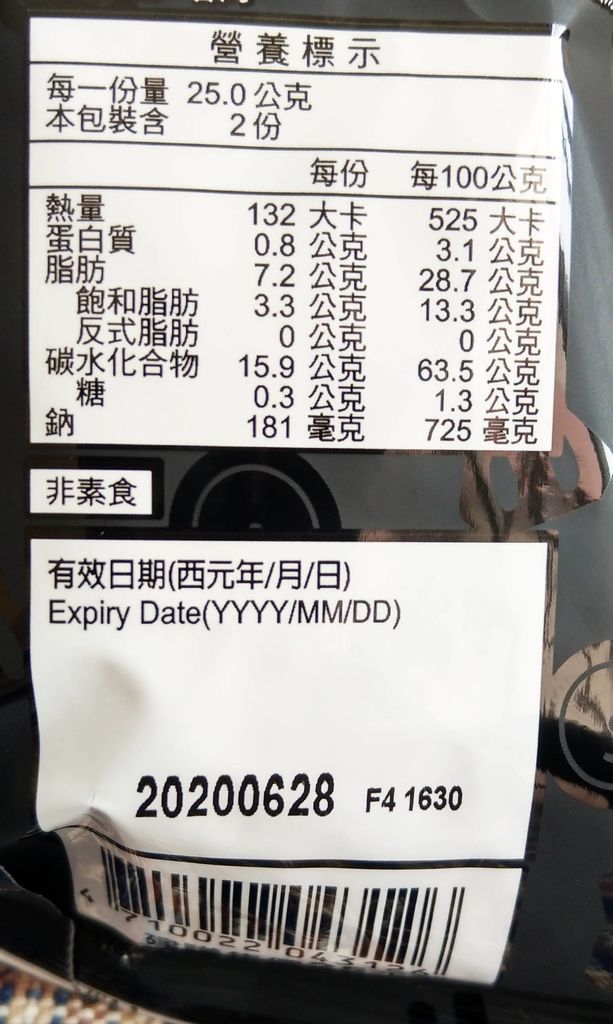 營養標示
每一份量 25.0公克
本包裝含 2份
每份 每100公克
熱量 132 大卡 525 大卡
蛋白質 0.8 公克 3.1 公克
脂肪 7.2 公克 28.7 公克
飽和脂肪 3.3 公克 13.3 公克
反式脂肪 0 公克 0 公克
碳水化合物 15.9 公克 63.5 公克
糖 0.3 公克 1.3 公克
鈉 181 毫克 725 毫克
非素食
有效日期(西元年/月/日)
Expiry Date(YYYY/MM/DD)
20200628 F4 1630
4 710022 043126